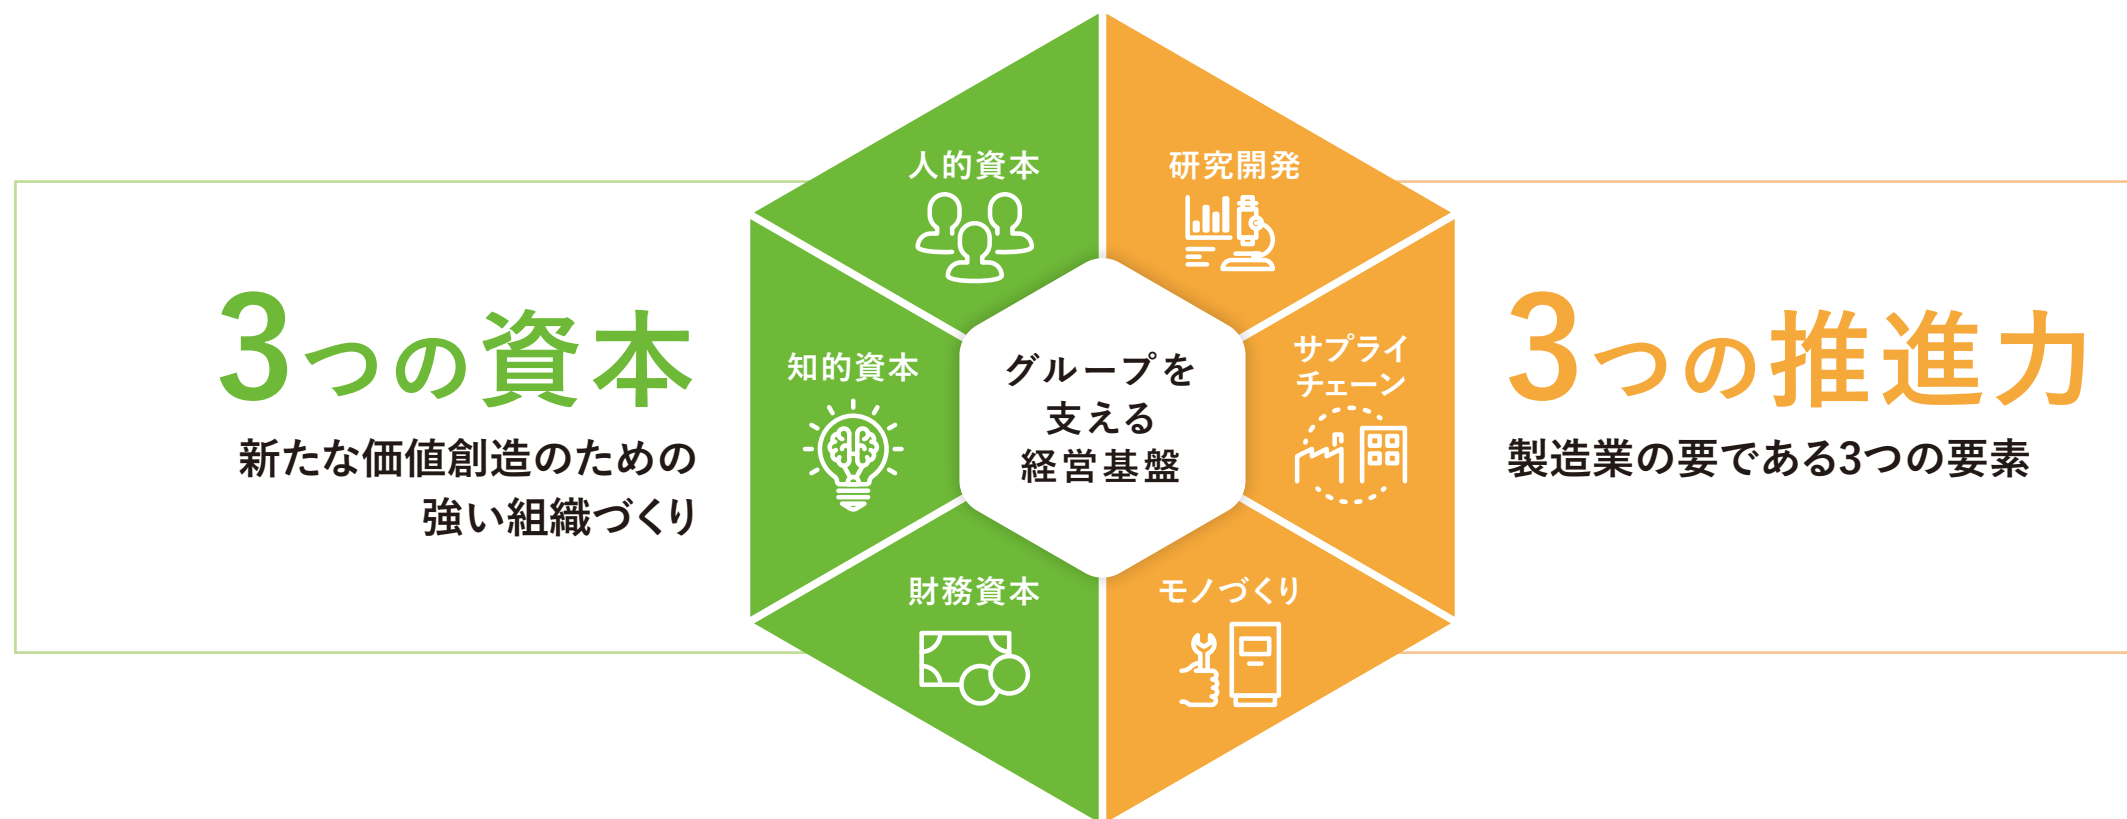 3つの資本
新たな価値創造のための
強い組織づくり
人的資本
知的資本
財務資本
グループを
支える
経営基盤
研究開発
サプライ
チェーン
モノづくり
3つの推進力
製造業の要である3つの要素